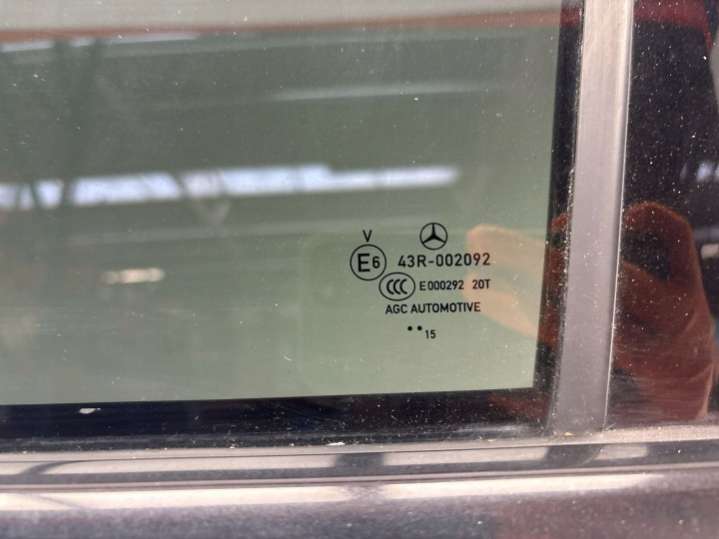 V
E6 43R-002092
CCC E000292 20T
AGC AUTOMOTIVE
•• 15